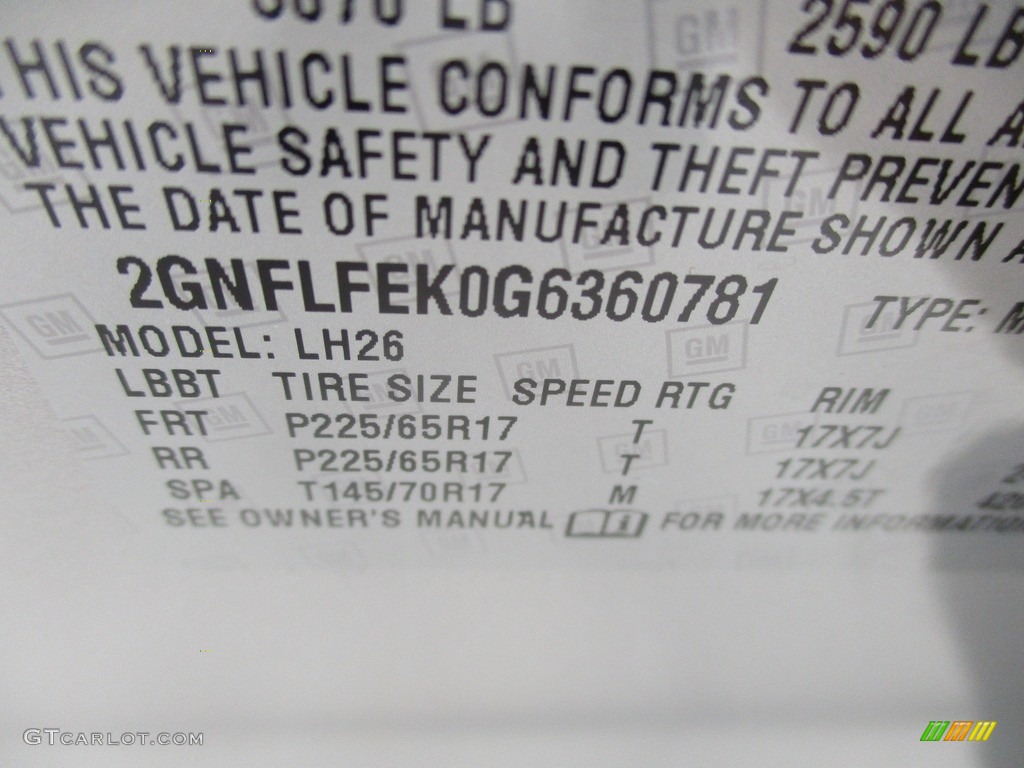 2590 LB
THIS VEHICLE CONFORMS TO ALL
VEHICLE SAFETY AND THEFT PREVEN
THE DATE OF MANUFACTURE SHOWN
2GNFLFEK0G6360781 TYPE:
MODEL: LH26
LBBT TIRE SIZE SPEED RTG RIM
FRT P225/65R17 T 17X7J
RR P225/65R17 T 17X7J
SPA T145/70R17 M 17X4.5T
SEE OWNER'S MANUAL FOR MORE INFORMATION
GTCARLOT.COM